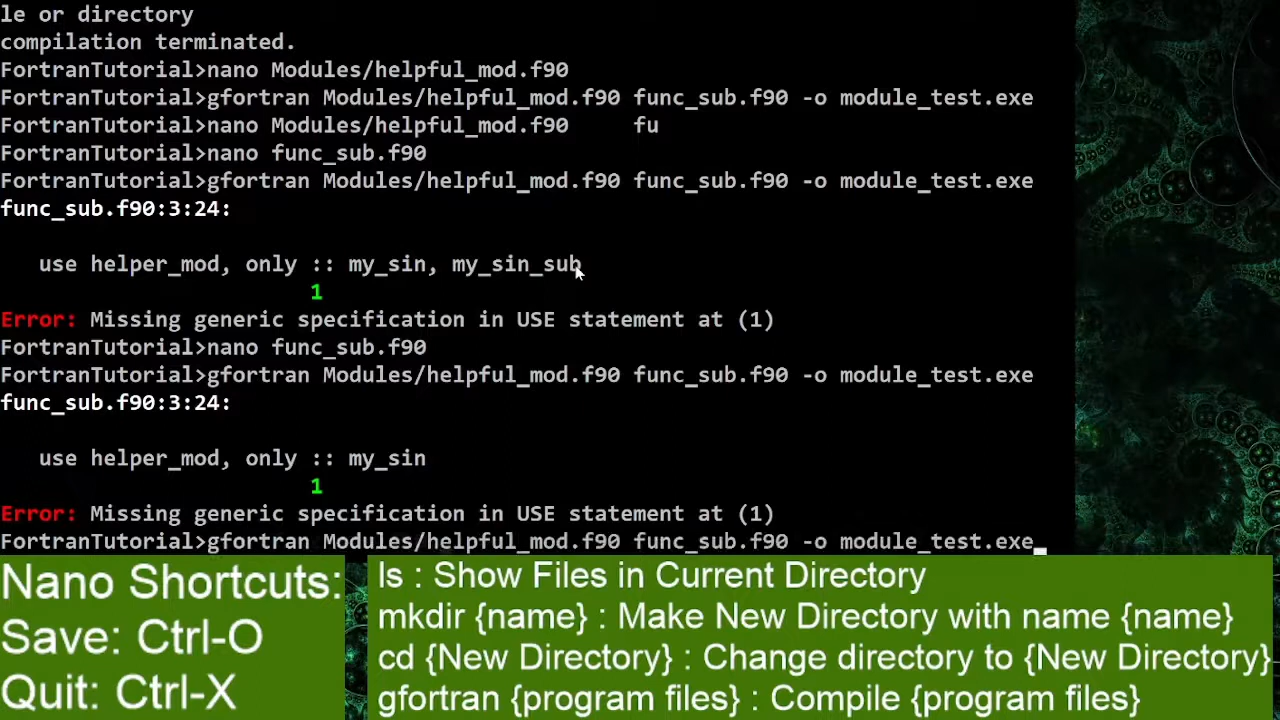 le or directory
compilation terminated.
FortranTutorial>nano Modules/helpful_mod.f90
FortranTutorial>gfortran Modules/helpful_mod.f90 func_sub.f90 -o module_test.exe
FortranTutorial>nano Modules/helpful_mod.f90     fu
FortranTutorial>nano func_sub.f90
FortranTutorial>gfortran Modules/helpful_mod.f90 func_sub.f90 -o module_test.exe
func_sub.f90:3:24:
   use helper_mod, only :: my_sin, my_sin_sub
                        1
Error: Missing generic specification in USE statement at (1)
FortranTutorial>nano func_sub.f90
FortranTutorial>gfortran Modules/helpful_mod.f90 func_sub.f90 -o module_test.exe
func_sub.f90:3:24:
   use helper_mod, only :: my_sin
                        1
Error: Missing generic specification in USE statement at (1)
FortranTutorial>gfortran Modules/helpful_mod.f90 func_sub.f90 -o module_test.exe
Nano Shortcuts:
Save: Ctrl-O
Quit: Ctrl-X
ls : Show Files in Current Directory
mkdir {name} : Make New Directory with name {name}
cd {New Directory} : Change directory to {New Directory}
gfortran {program files} : Compile {program files}